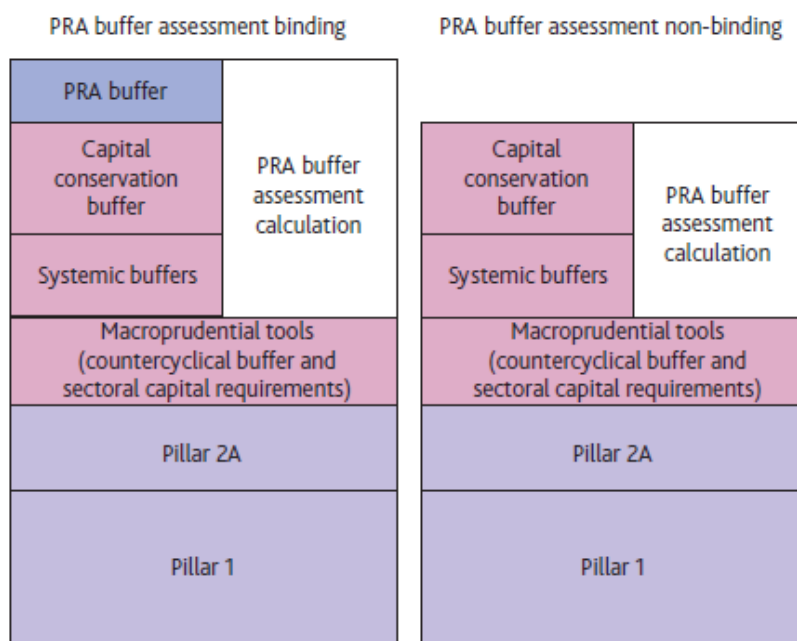 PRA buffer assessment binding
PRA buffer
Capital
conservation
buffer
Systemic buffers
PRA buffer
assessment
calculation
Macroprudential tools
(countercyclical buffer and
sectoral capital requirements)
Pillar 2A
Pillar 1
PRA buffer assessment non-binding
Capital
conservation
buffer
Systemic buffers
PRA buffer
assessment
calculation
Macroprudential tools
(countercyclical buffer and
sectoral capital requirements)
Pillar 2A
Pillar 1